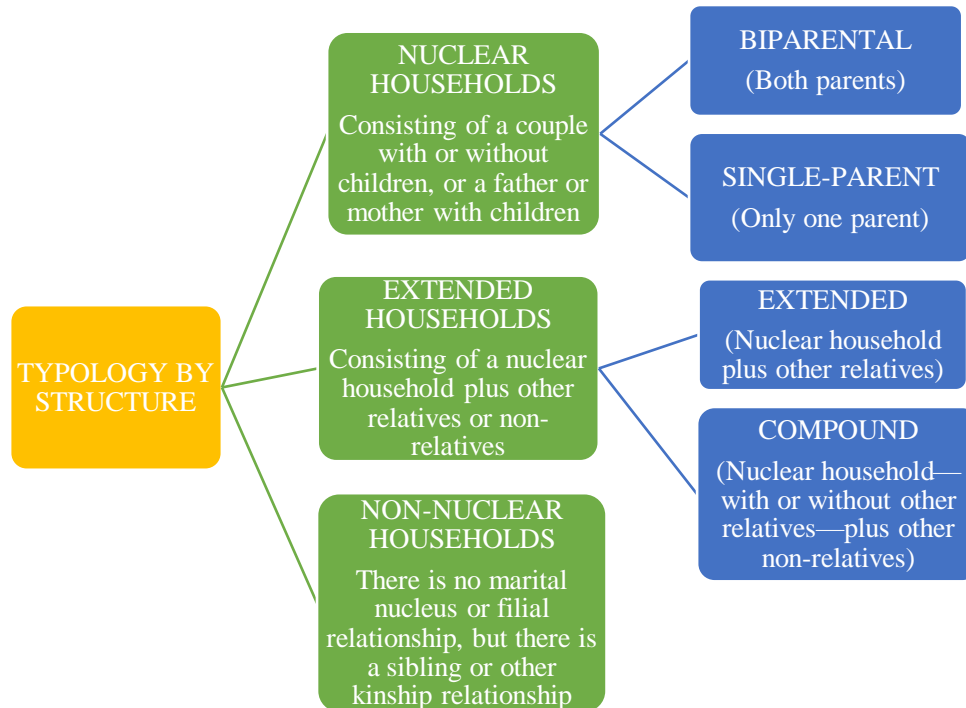 TYPOLOGY BY
STRUCTURE
NUCLEAR
HOUSEHOLDS
Consisting of a couple
with or without
children, or a father or
mother with children
BIPARENTAL
(Both parents)
SINGLE-PARENT
(Only one parent)
EXTENDED
HOUSEHOLDS
Consisting of a nuclear
household plus other
relatives or non-
relatives
EXTENDED
(Nuclear household
plus other relatives)
COMPOUND
(Nuclear household—
with or without other
relatives—plus other
non-relatives)
NON-NUCLEAR
HOUSEHOLDS
There is no marital
nucleus or filial
relationship, but there is
a sibling or other
kinship relationship